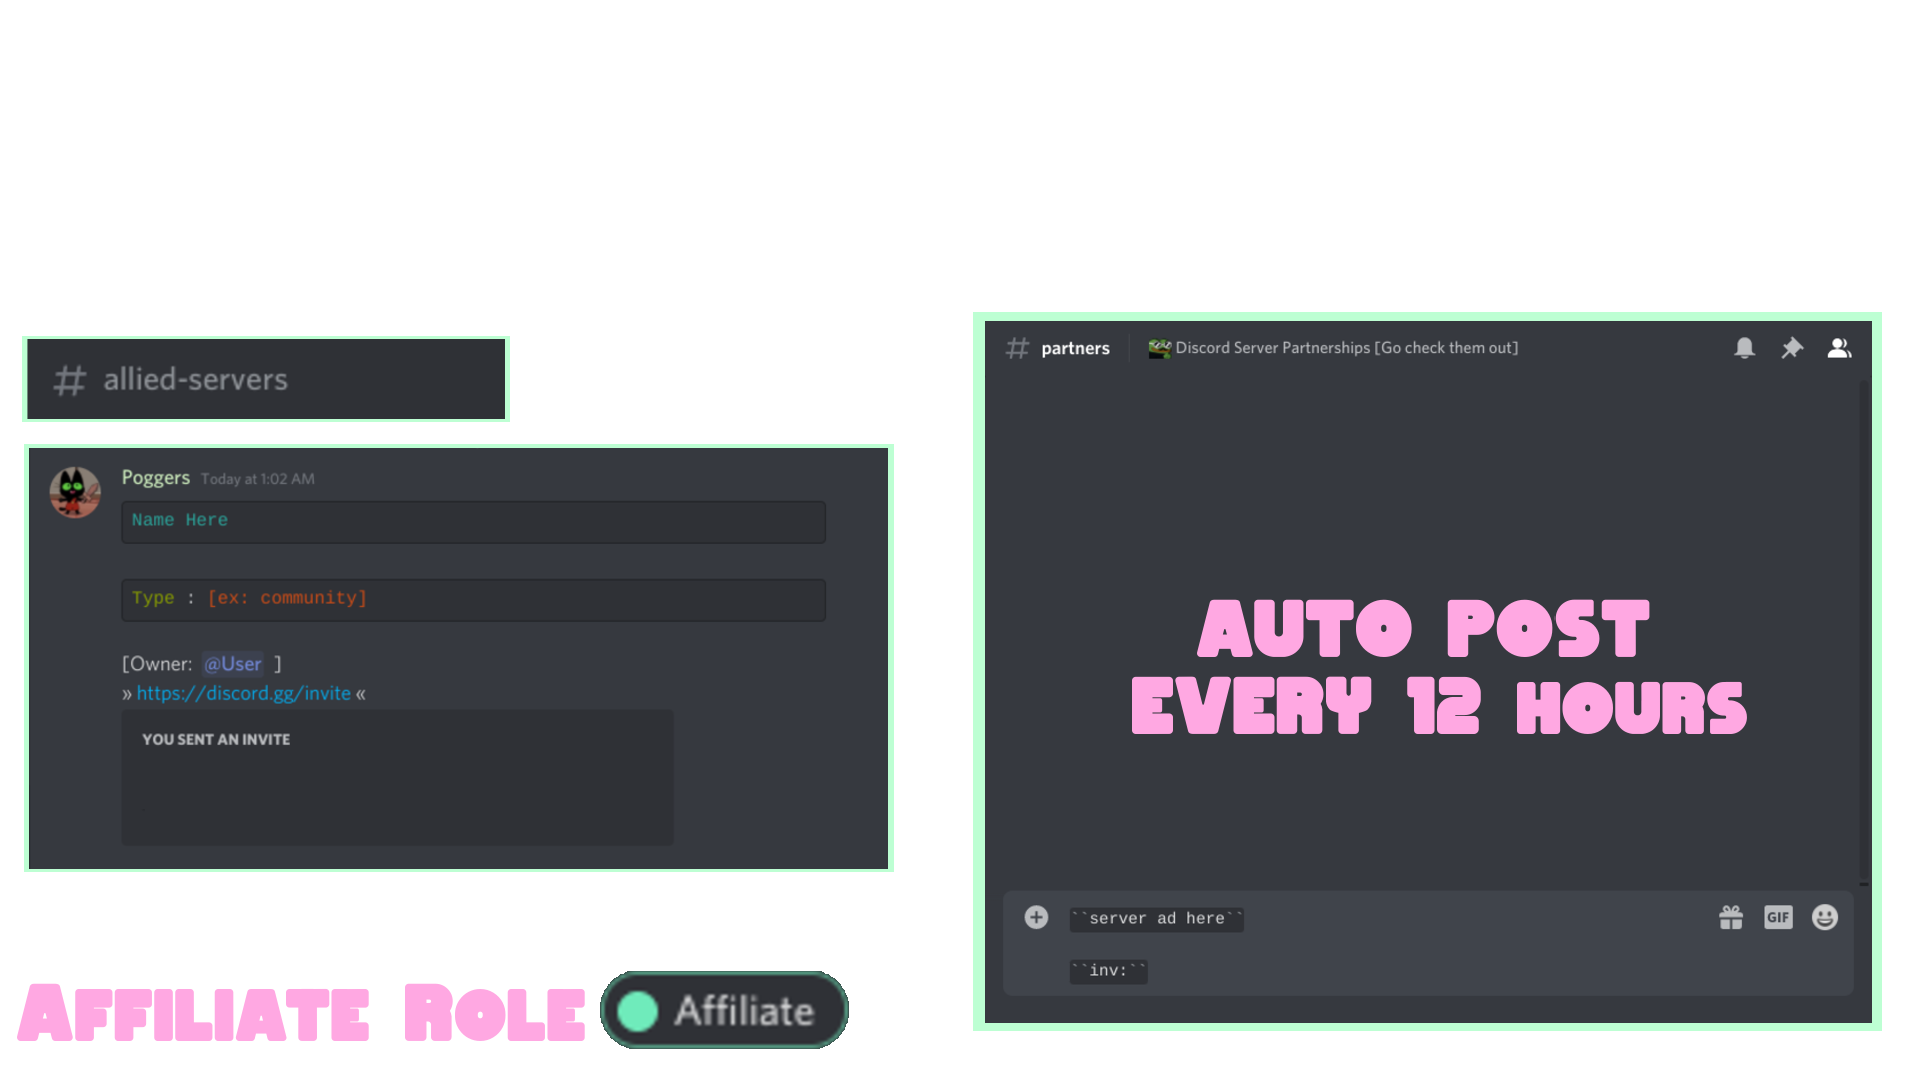 # allied-servers
Poggers Today at 1:02 AM
Name Here
Type : [ex: community]
[Owner: @User ]
» https://discord.gg/invite «
YOU SENT AN INVITE
AFFILIATE ROLE
Affiliate
# partners
Discord Server Partnerships [Go check them out]
AUTO POST
EVERY 12 HOURS
``server ad here``
GIF
``inv:``